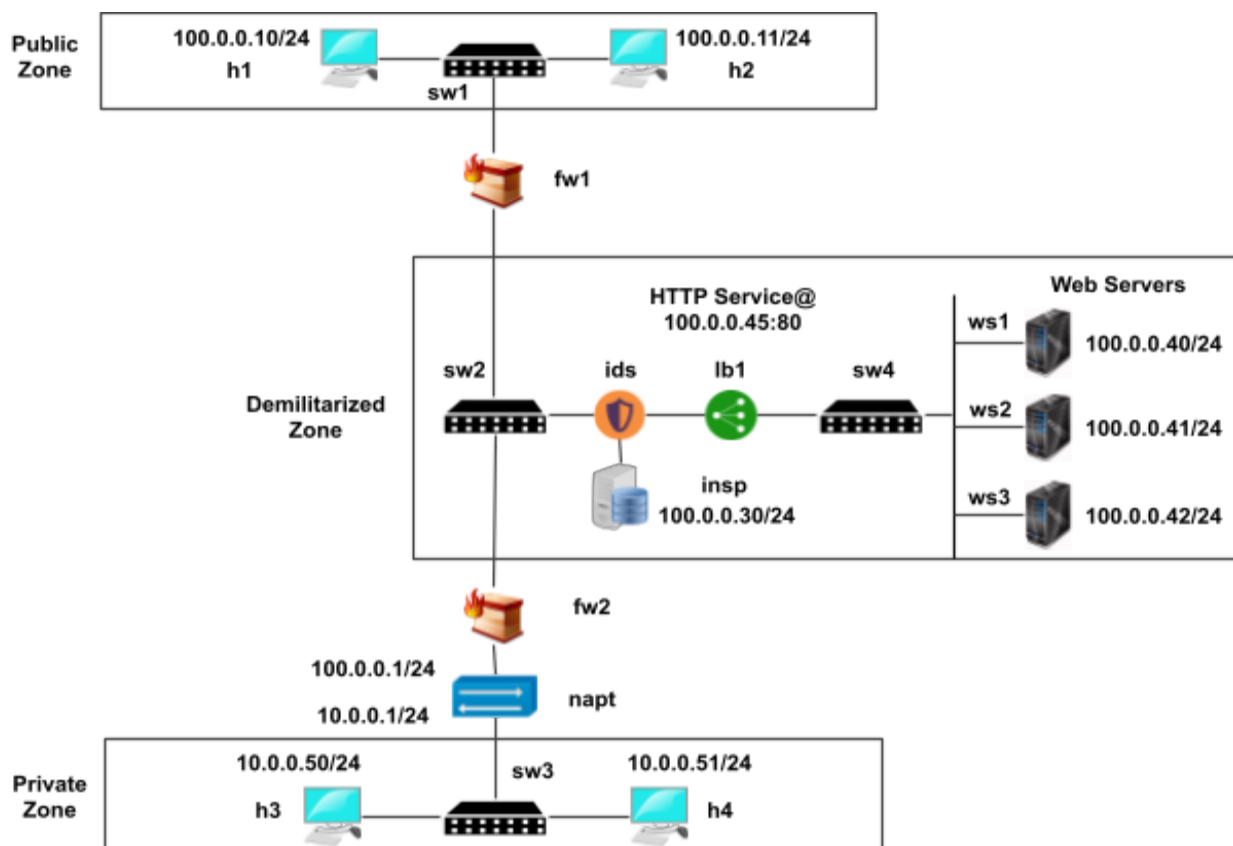 Public
Zone
100.0.0.10/24
h1
100.0.0.11/24
h2
sw1
fw1
HTTP Service@
100.0.0.45:80
Web Servers
ws1
100.0.0.40/24
sw2
ids
lb1
sw4
Demilitarized
Zone
ws2
100.0.0.41/24
insp
100.0.0.30/24
ws3
100.0.0.42/24
fw2
100.0.0.1/24
napt
10.0.0.1/24
Private
Zone
10.0.0.50/24
h3
sw3
10.0.0.51/24
h4